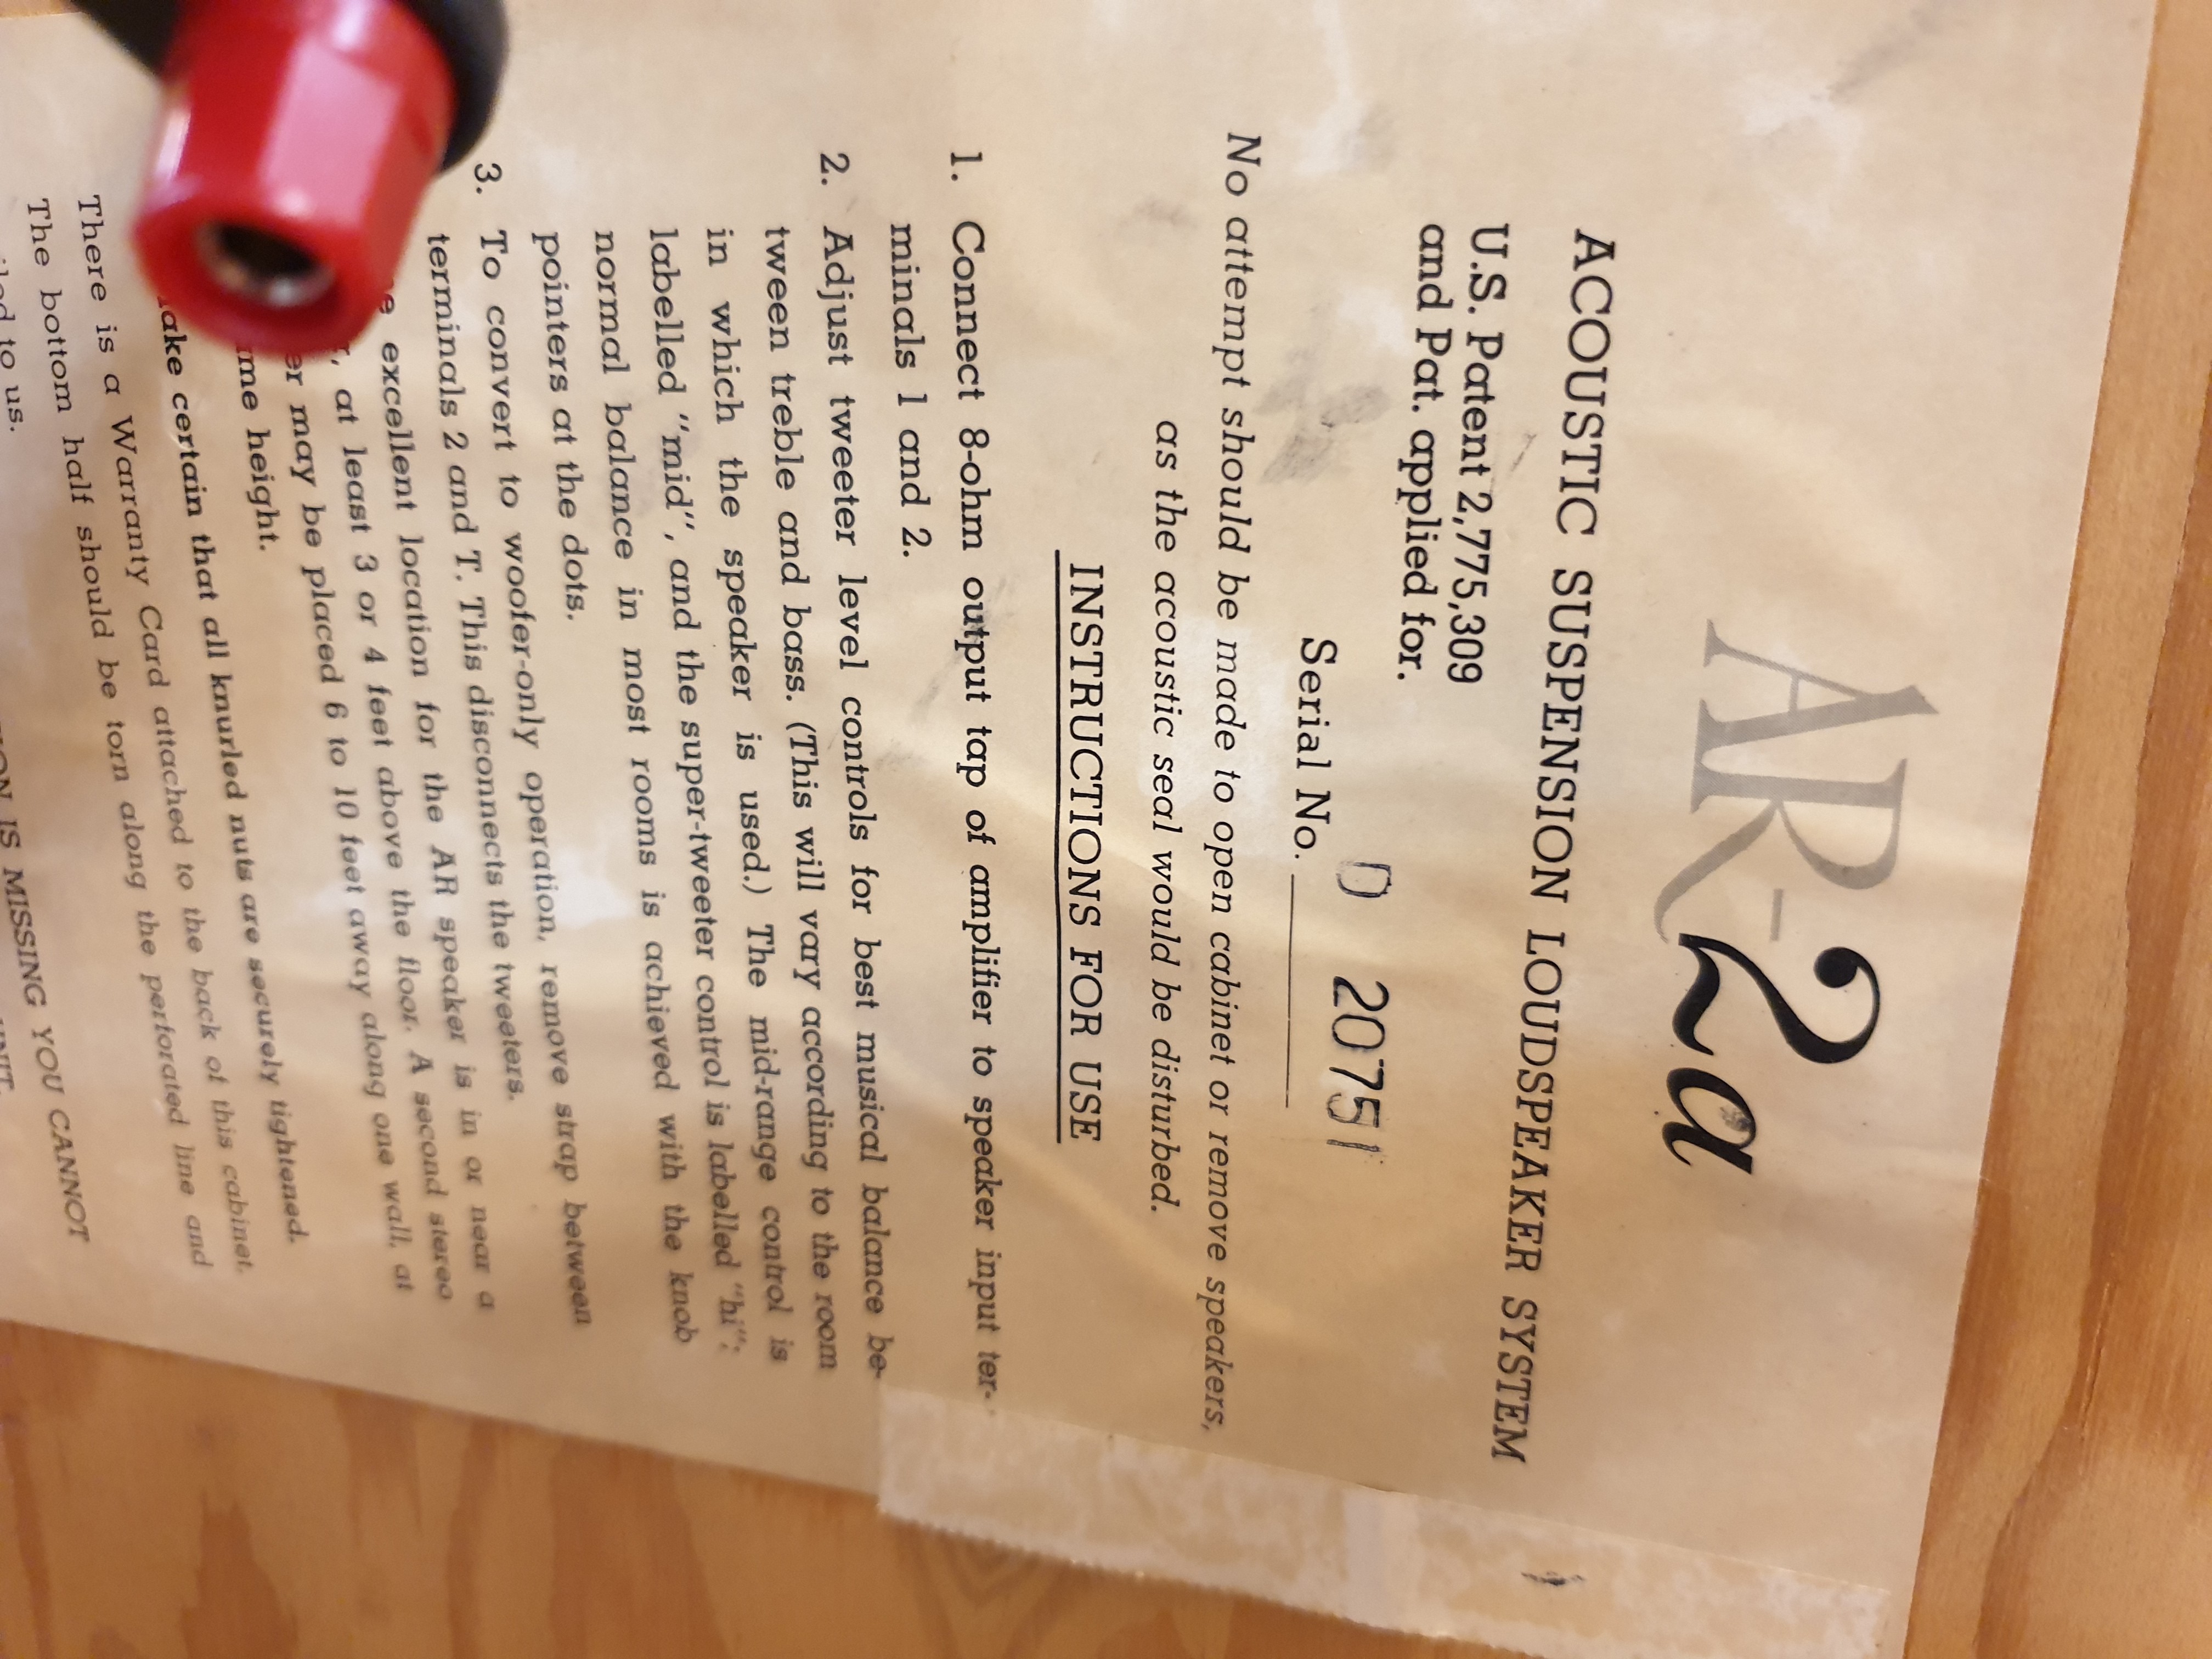 AR-2a
ACOUSTIC SUSPENSION LOUDSPEAKER SYSTEM
U.S. Patent 2,775,309
and Pat. applied for.
Serial No. D 20751
No attempt should be made to open cabinet or remove speakers,
as the acoustic seal would be disturbed.
INSTRUCTIONS FOR USE
1. Connect 8-ohm output tap of amplifier to speaker input ter-
minals 1 and 2.
2. Adjust tweeter level controls for best musical balance be-
tween treble and bass. (This will vary according to the room
in which the speaker is used.) The mid-range control is
labelled "mid", and the super-tweeter control is labelled "hi";
normal balance in most rooms is achieved with the knob
pointers at the dots.
3. To convert to woofer-only operation, remove strap between
terminals 2 and T. This disconnects the tweeters.
excellent location for the AR speaker is in or near a
at least 3 or 4 feet above the floor. A second stereo
may be placed 6 to 10 feet away along one wall, at
height.
certain that all knurled nuts are securely tightened.
There is a Warranty Card attached to the back of this cabinet.
The bottom half should be torn along the perforated line and
to us.
IS MISSING YOU CANNOT